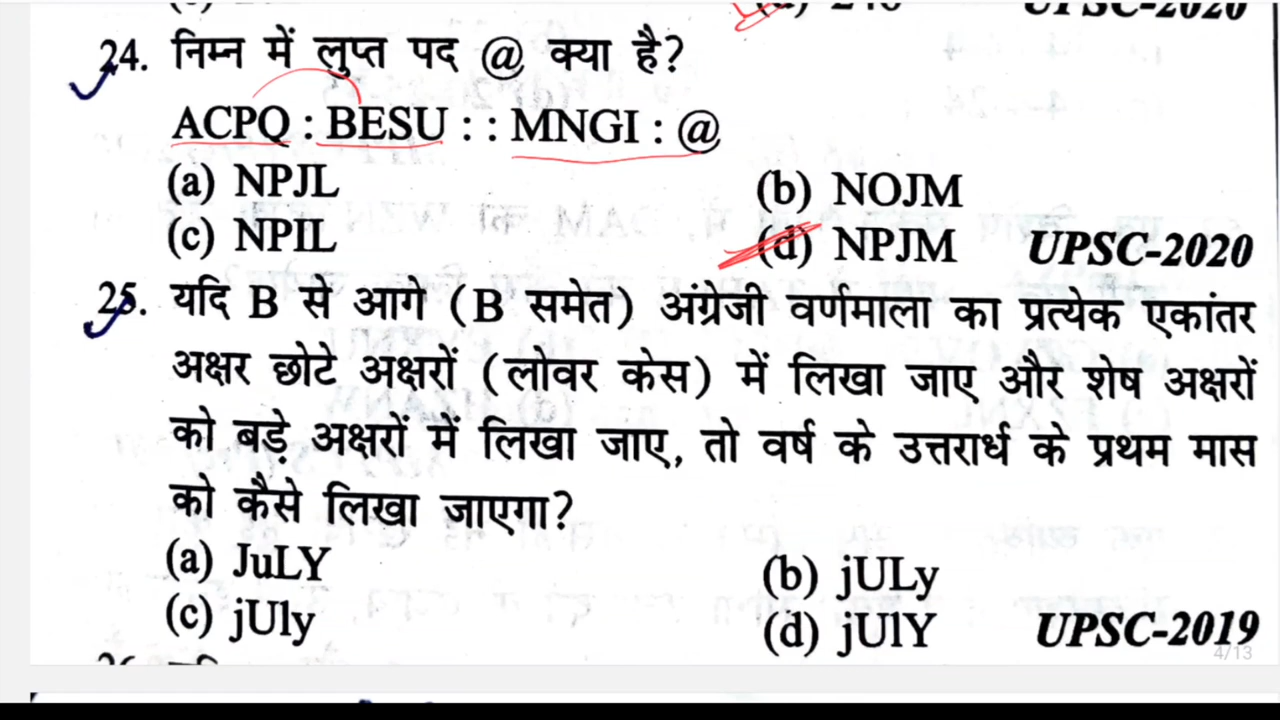 UPSC-2020
24. निम्न में लुप्त पद @ क्या है?
ACPQ : BESU : : MNGI : @
(a) NPJL (b) NOJM
(c) NPIL (d) NPJM UPSC-2020
25. यदि B से आगे (B समेत) अंग्रेजी वर्णमाला का प्रत्येक एकांतर
अक्षर छोटे अक्षरों (लोवर केस) में लिखा जाए और शेष अक्षरों
को बड़े अक्षरों में लिखा जाए, तो वर्ष के उत्तरार्ध के प्रथम मास
को कैसे लिखा जाएगा?
(a) JuLY (b) jULy
(c) jUly (d) jUlY UPSC-2019
4/13